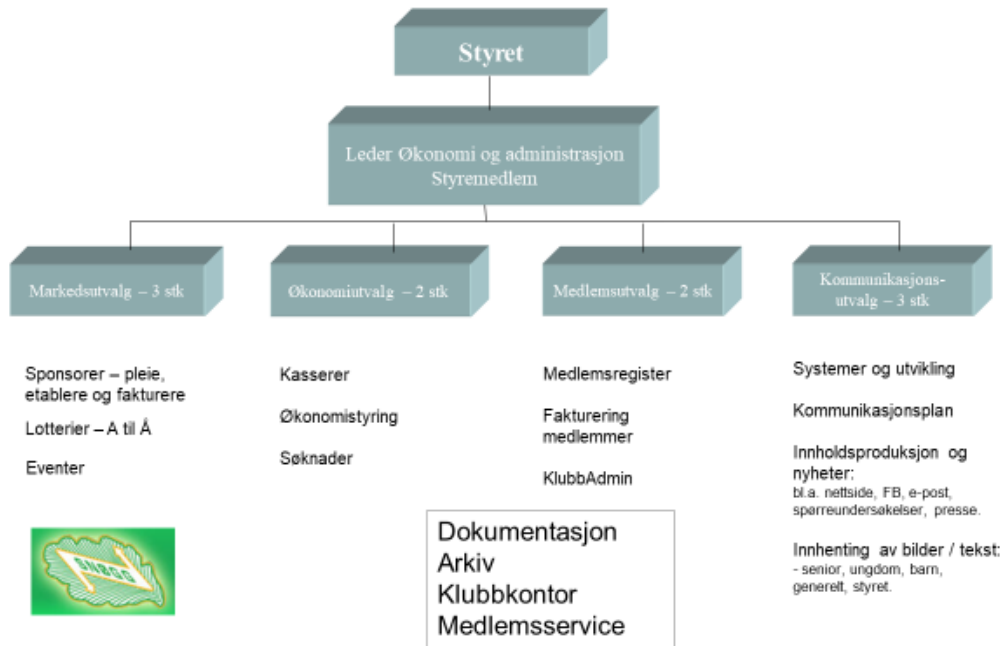 Styret
Leder Økonomi og administrasjon
Styremedlem
Markedsutvalg – 3 stk
Økonomiutvalg – 2 stk
Medlemsutvalg – 2 stk
Kommunikasjons-
utvalg – 3 stk
Sponsorer – pleie,
etablere og fakturere
Lotterier – A til Å
Eventer
Kasserer
Økonomistyring
Søknader
Medlemsregister
Fakturering
medlemmer
KlubbAdmin
Systemer og utvikling
Kommunikasjonsplan
Innholdsproduksjon og
nyheter:
bl.a. nettside, FB, e-post,
spørreundersøkelser, presse.
Innhenting av bilder / tekst:
- senior, ungdom, barn,
generelt, styret.
SNØGG
Dokumentasjon
Arkiv
Klubbkontor
Medlemsservice